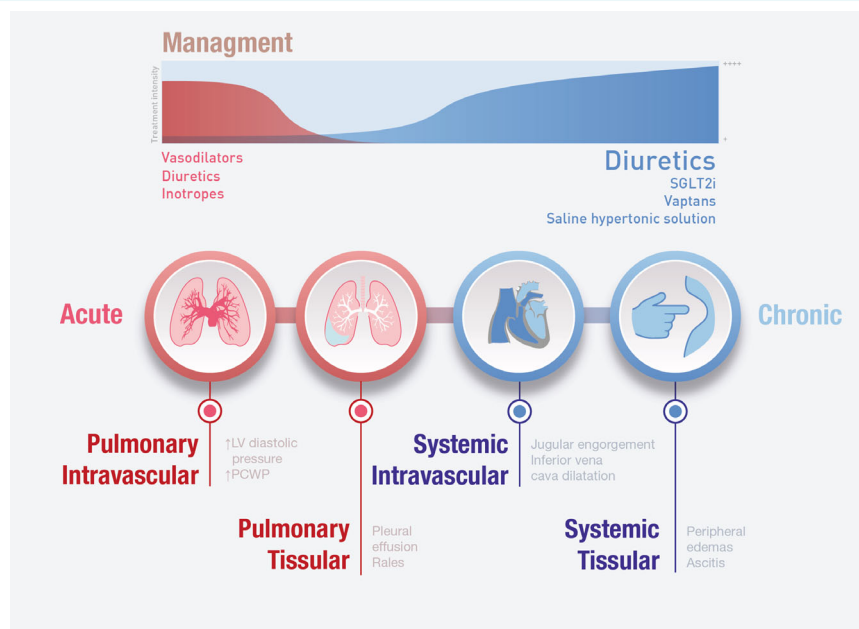 Managment
Treatment intensity
++++
+
Vasodilators
Diuretics
Inotropes
Diuretics
SGLT2i
Vaptans
Saline hypertonic solution
Acute
Chronic
Pulmonary
Intravascular
↑LV diastolic
pressure
↑PCWP
Systemic
Intravascular
Jugular engorgement
Inferior vena
cava dilatation
Pulmonary
Tissular
Pleural
effusion
Rales
Systemic
Tissular
Peripheral
edemas
Ascitis